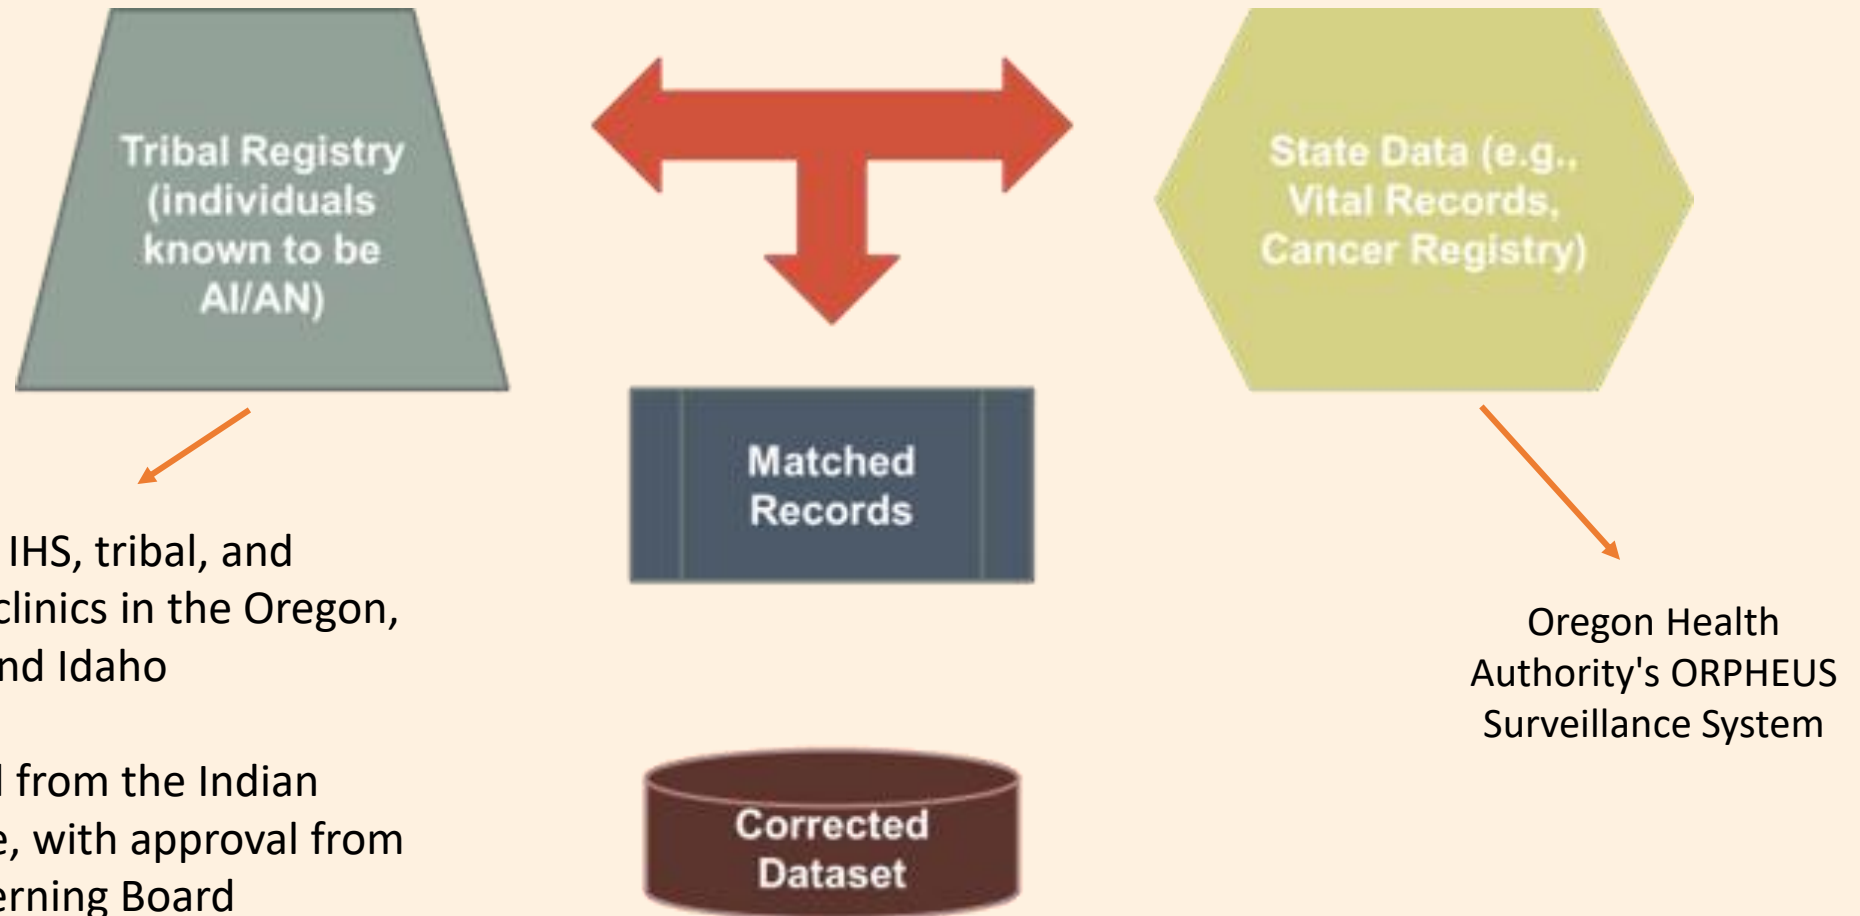 Tribal Registry
(individuals
known to be
AI/AN)
State Data (e.g.,
Vital Records,
Cancer Registry)
Matched
Records
IHS, tribal, and
clinics in the Oregon,
nd Idaho
Oregon Health
Authority's ORPHEUS
Surveillance System
from the Indian
, with approval from
erning Board
Corrected
Dataset